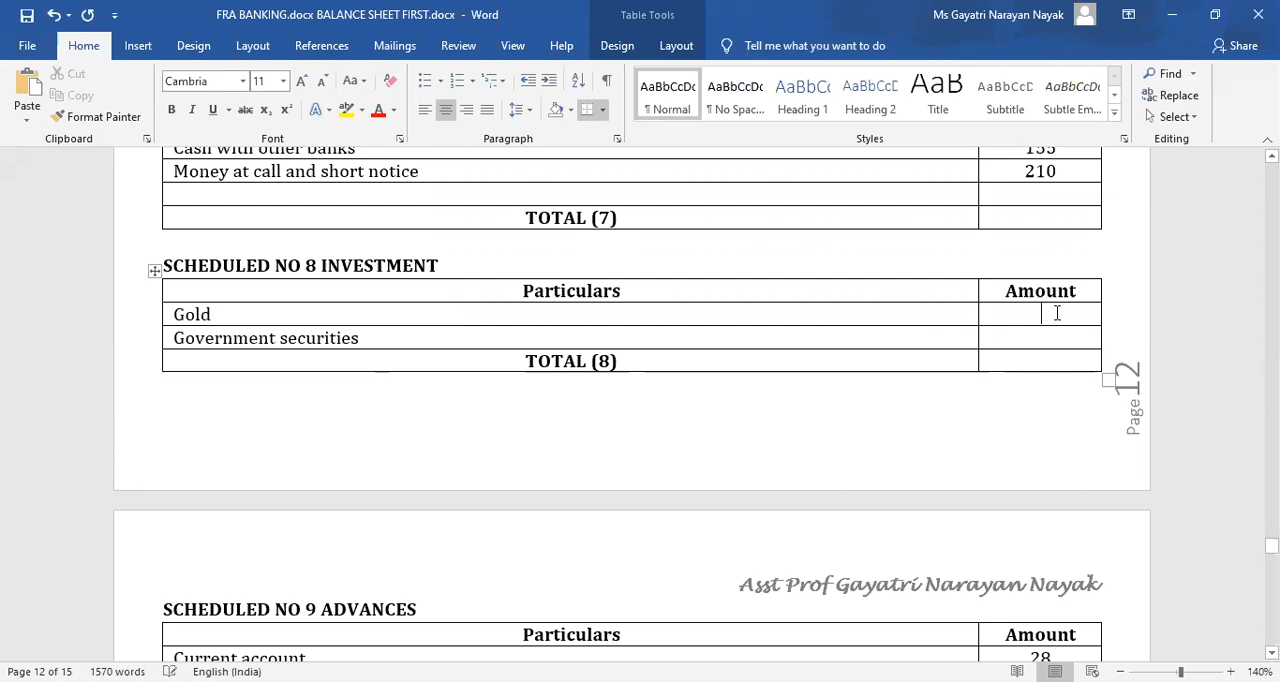 FRA BANKING.docx BALANCE SHEET FIRST.docx - Word
Table Tools
Ms Gayatri Narayan Nayak
File Home Insert Design Layout References Mailings Review View Help Design Layout Tell me what you want to do Share
Paste
Cut
Copy
Format Painter
Clipboard
Cambria 11
Font
Paragraph
AaBbCcDc AaBbCcDc AaBbCc AaBbCcD AaB AaBbCcD AaBbCcDc
¶ Normal ¶ No Spac... Heading 1 Heading 2 Title Subtitle Subtle Em...
Styles
Find
Replace
Select
Editing
Cash with other banks 155
Money at call and short notice 210
TOTAL (7)
SCHEDULED NO 8 INVESTMENT
Particulars Amount
Gold
Government securities
TOTAL (8)
Page 12
Asst Prof Gayatri Narayan Nayak
SCHEDULED NO 9 ADVANCES
Particulars Amount
Current account 28
Page 12 of 15 1570 words English (India) 140%